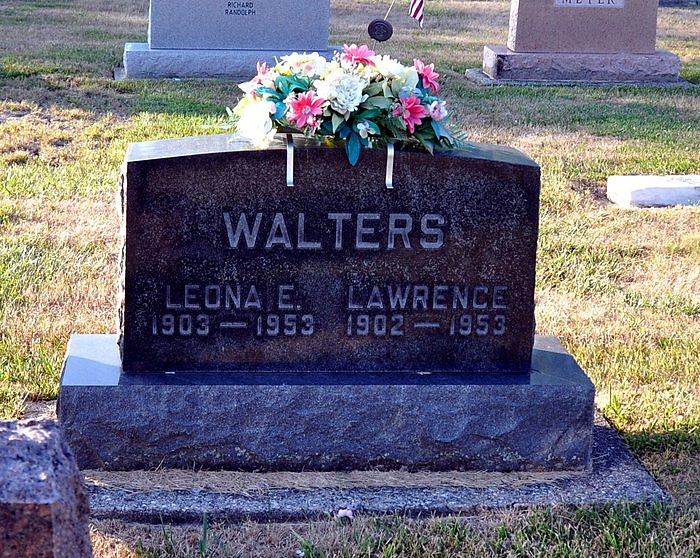 RICHARD
RANDOLPH
MEYER
WALTERS
LEONA E. LAWRENCE
1903 — 1953 1902 — 1953